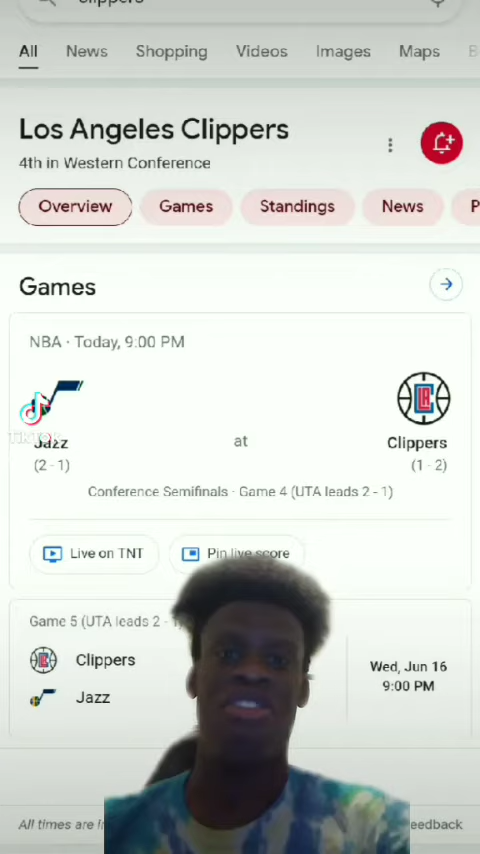 clippers
All News Shopping Videos Images Maps
Los Angeles Clippers
4th in Western Conference
Overview Games Standings News
Games
NBA · Today, 9:00 PM
TikTok
Jazz at Clippers
(2 - 1) (1 - 2)
Conference Semifinals · Game 4 (UTA leads 2 - 1)
Live on TNT Pin live score
Game 5 (UTA leads 2 -
Clippers
Jazz
Wed, Jun 16
9:00 PM
All times are